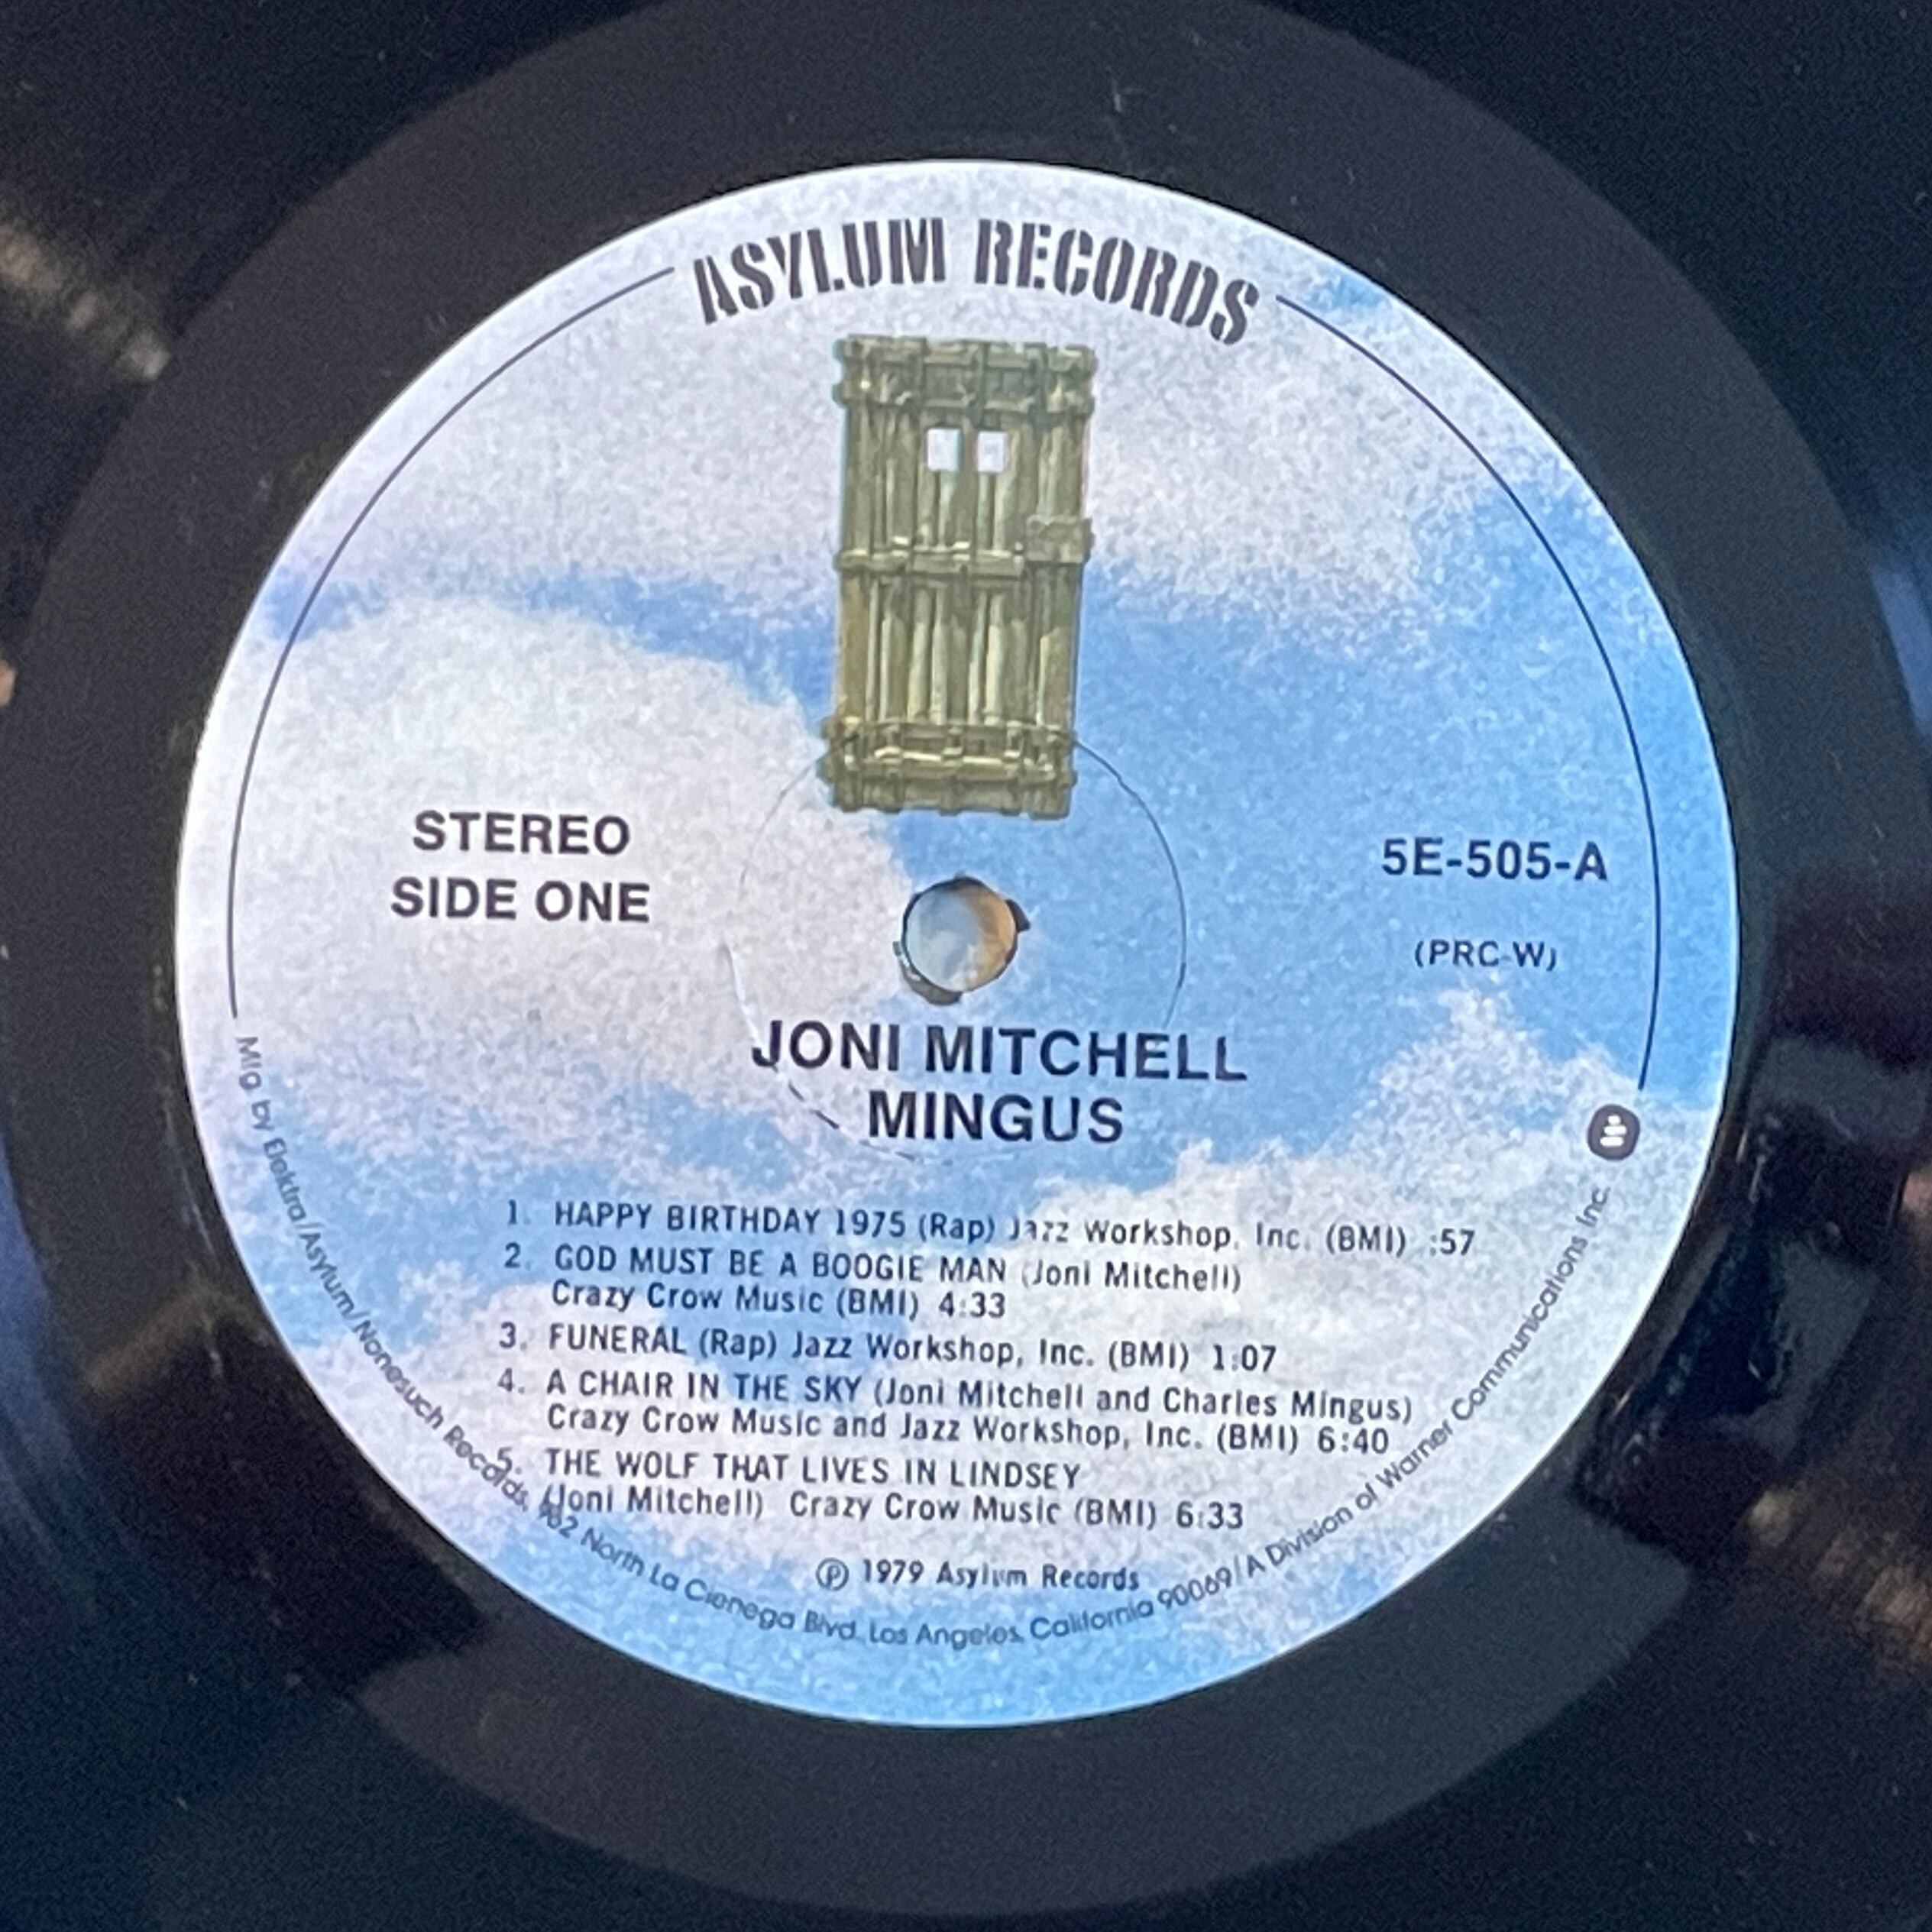 ASYLUM RECORDS
STEREO
SIDE ONE
5E-505-A
(PRC-W)
JONI MITCHELL
MINGUS
1. HAPPY BIRTHDAY 1975 (Rap) Jazz Workshop, Inc. (BMI) :57
2. GOD MUST BE A BOOGIE MAN (Joni Mitchell)
Crazy Crow Music (BMI) 4:33
3. FUNERAL (Rap) Jazz Workshop, Inc. (BMI) 1:07
4. A CHAIR IN THE SKY (Joni Mitchell and Charles Mingus)
Crazy Crow Music and Jazz Workshop, Inc. (BMI) 6:40
5. THE WOLF THAT LIVES IN LINDSEY
(Joni Mitchell) Crazy Crow Music (BMI) 6:33
℗ 1979 Asylum Records
Mfg. by Elektra/Asylum/Nonesuch Records, 962 North La Cienega Blvd. Los Angeles, California 90069/A Division of Warner Communications Inc.